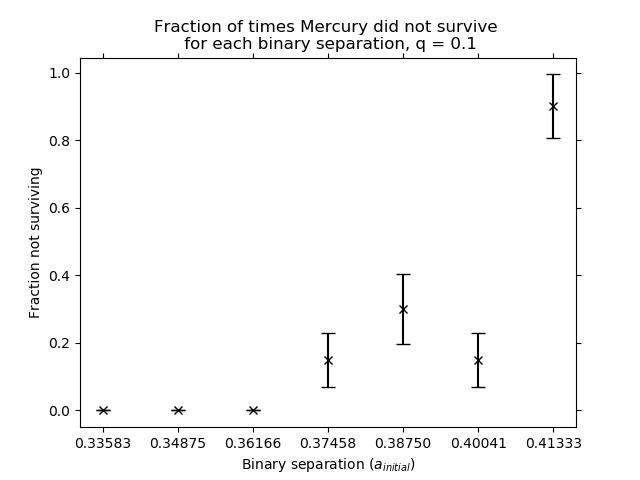 Fraction of times Mercury did not survive
for each binary separation, q = 0.1
1.0
0.8
0.6
0.4
0.2
0.0
Fraction not surviving
0.33583 0.34875 0.36166 0.37458 0.38750 0.40041 0.41333
Binary separation (a_initial)